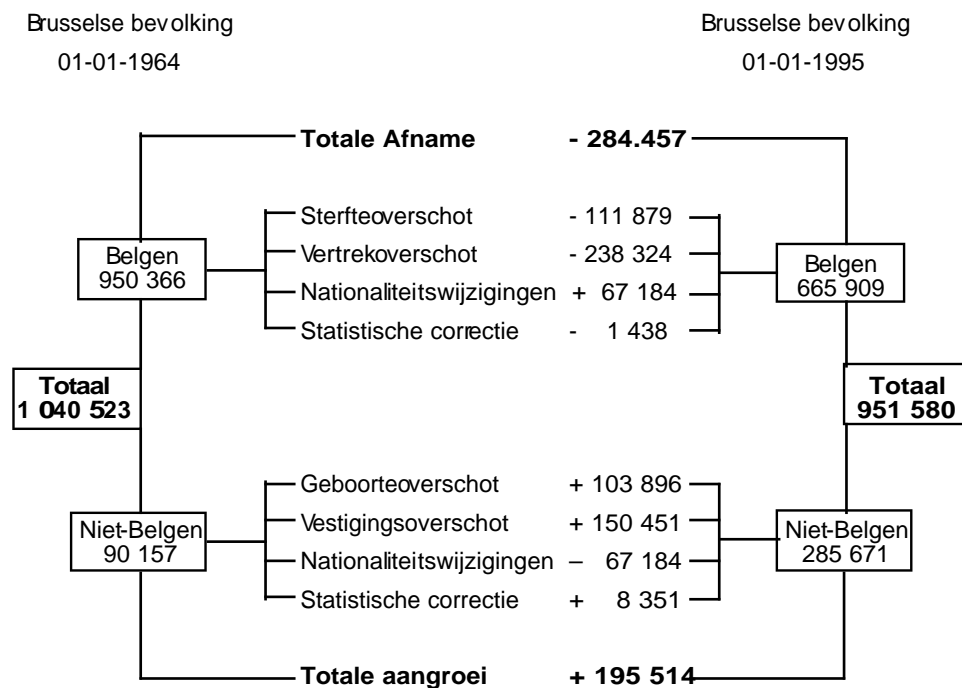 Brusselse bevolking
01-01-1964
Brusselse bevolking
01-01-1995
Totale Afname - 284.457
Sterfteoverschot - 111 879
Vertrekoverschot - 238 324
Nationaliteitswijzigingen + 67 184
Statistische correctie - 1 438
Belgen
950 366
Belgen
665 909
Totaal
1 040 523
Totaal
951 580
Geboorteoverschot + 103 896
Vestigingsoverschot + 150 451
Nationaliteitswijzigingen – 67 184
Statistische correctie + 8 351
Niet-Belgen
90 157
Niet-Belgen
285 671
Totale aangroei + 195 514